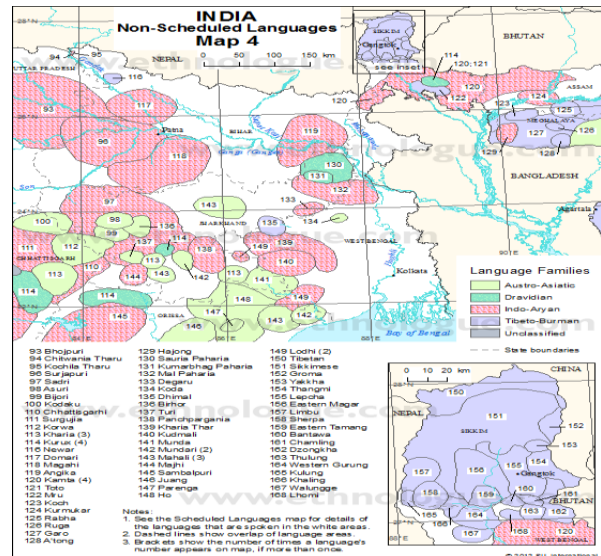 INDIA
Non-Scheduled Languages
Map 4
0 50 100 150 km
NEPAL
BHUTAN
SIKKIM
Gangtok
see inset
UTTAR PRADESH
ASSAM
MEGHALAYA
BANGLADESH
Agartala
Patna
BIHAR
Ganga (Ganges)
Son
JHARKHAND
WEST BENGAL
Kolkata
CHHATTISGARH
ORISSA
Bay of Bengal
www.ethnologue.com
Language Families
Austro-Asiatic
Dravidian
Indo-Aryan
Tibeto-Burman
Unclassified
State boundaries
93 Bhojpuri
94 Chitwania Tharu
95 Kochila Tharu
96 Surjapuri
97 Sadri
98 Asuri
99 Bijori
100 Kodaku
110 Chhattisgarhi
111 Surgujia
112 Korwa
113 Kharia (3)
114 Kurux (4)
116 Newar
117 Domari
118 Magahi
119 Angika
120 Kamta (4)
121 Toto
122 Mru
123 Koch
124 Kurmukar
125 Rabha
126 Ruga
127 Garo
128 A'tong
129 Hajong
130 Sauria Paharia
131 Kumarbhag Paharia
132 Mal Paharia
133 Degaru
134 Koda
135 Dhimal
136 Birhor
137 Turi
138 Panchpargania
139 Kharia Thar
140 Kudmali
141 Munda
142 Mundari (2)
143 Mahali (3)
144 Majhi
145 Sambalpuri
146 Juang
147 Parenga
148 Ho
149 Lodhi (2)
150 Tibetan
151 Sikkimese
152 Groma
153 Yakkha
154 Thangmi
155 Lepcha
156 Eastern Magar
157 Limbu
158 Sherpa
159 Eastern Tamang
160 Bantawa
161 Chamling
162 Dzongkha
163 Thulung
164 Western Gurung
165 Kulung
166 Khaling
167 Walungge
168 Lhomi
Notes:
1. See the Scheduled Languages map for details of
the languages that are spoken in the white areas.
2. Dashed lines show overlap of language areas.
3. Brackets show the number of times a language's
number appears on map, if more than once.
0 10 20 km
CHINA
NEPAL
SIKKIM
WEST BENGAL